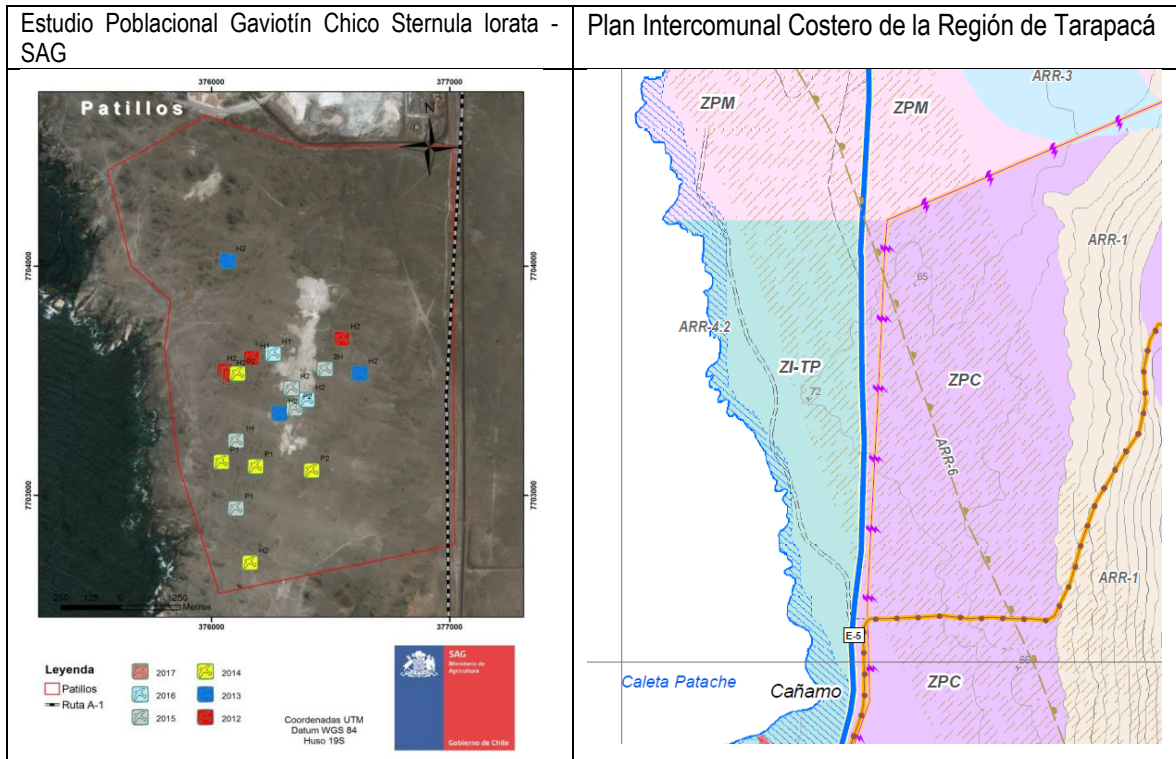 Estudio Poblacional Gaviotín Chico Sternula lorata -
SAG
Plan Intercomunal Costero de la Región de Tarapacá
376000
377000
Patillos
N
7704000
7704000
7703000
7703000
H2
H2
H1
H1
H2
2H
H2
H2
H2
P2
1H
P1
P1
P2
P1
H2
250 125 0 250
Metros
376000
377000
Leyenda
Patillos
Ruta A-1
2017
2016
2015
2014
2013
2012
Coordenadas UTM
Datum WGS 84
Huso 19S
SAG
Ministerio de
Agricultura
Gobierno de Chile
ARR-3
ZPM
ZPM
ARR-1
65
ARR-4.2
ZI-TP
72
ZPC
ARR-6
ARR-1
E-5
66
Caleta Patache
Cáñamo
ZPC